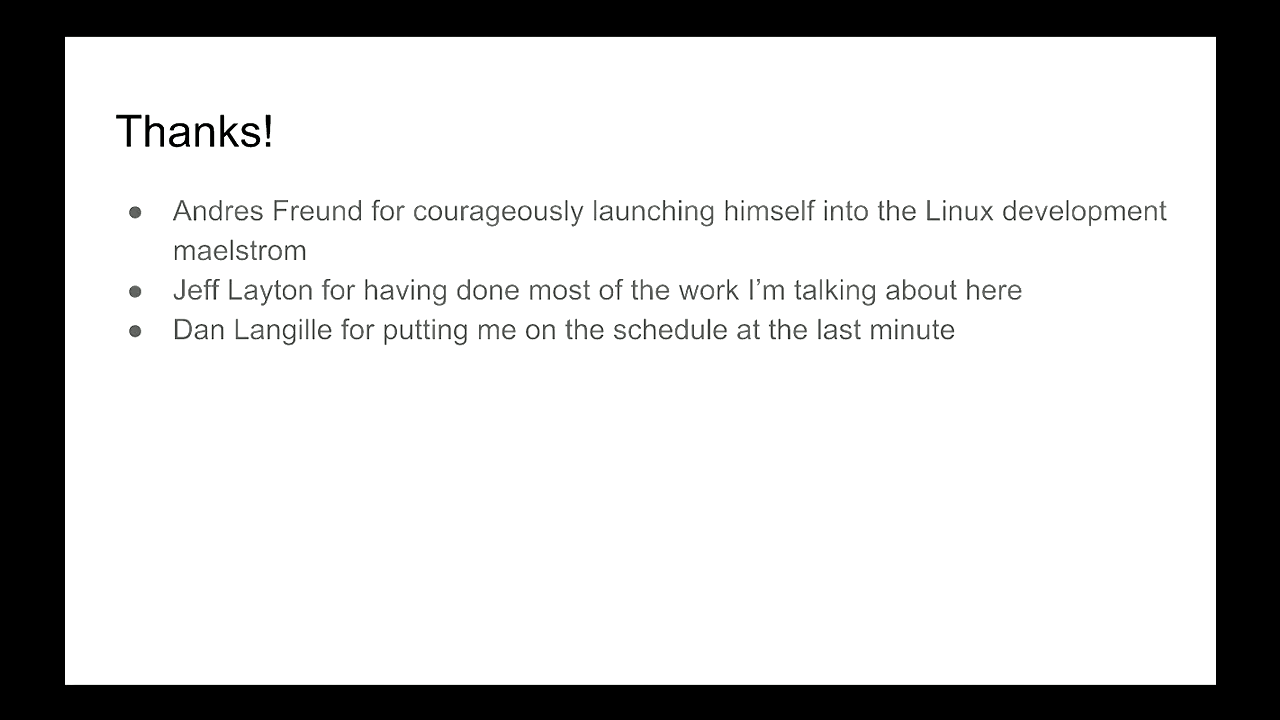 Thanks!
● Andres Freund for courageously launching himself into the Linux development
maelstrom
● Jeff Layton for having done most of the work I’m talking about here
● Dan Langille for putting me on the schedule at the last minute